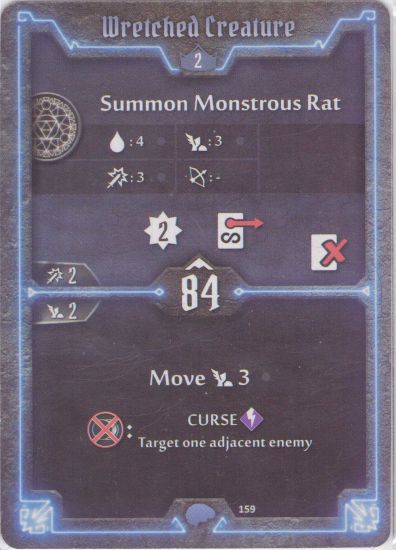 Wretched Creature
2
Summon Monstrous Rat
: 4 : 3
: 3 : -
2
2
84
2
Move 3
: CURSE
Target one adjacent enemy
159